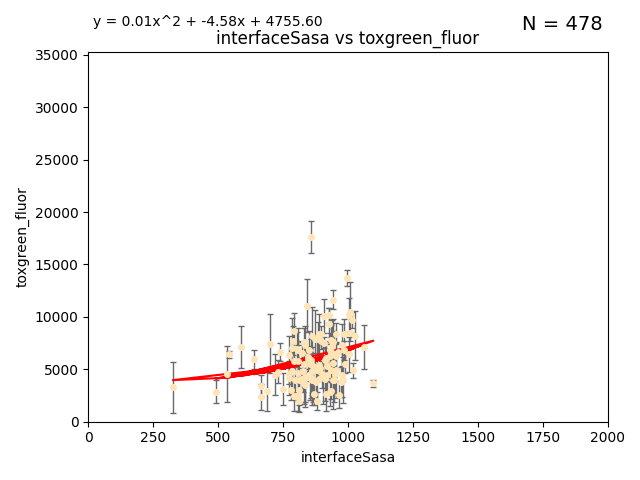 y = 0.01x^2 + -4.58x + 4755.60
N = 478
interfaceSasa vs toxgreen_fluor
35000
30000
25000
20000
15000
10000
5000
0
toxgreen_fluor
0 250 500 750 1000 1250 1500 1750 2000
interfaceSasa